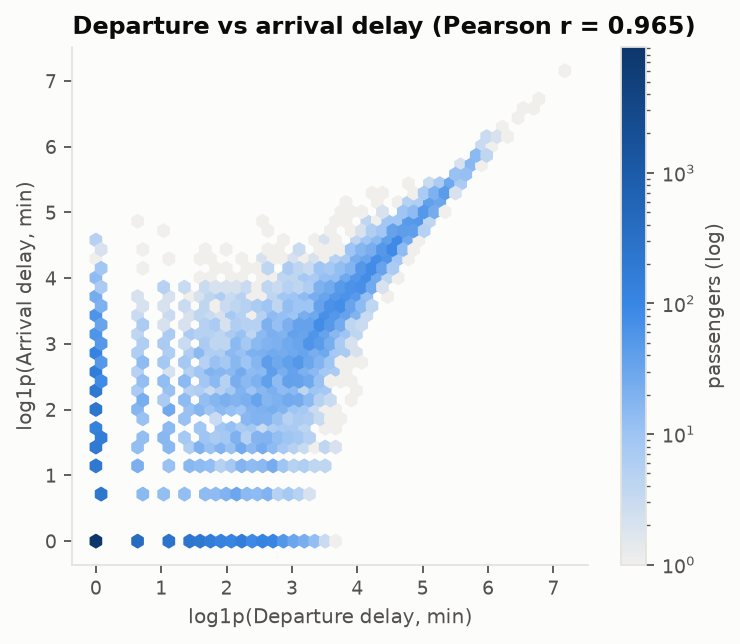 Departure vs arrival delay (Pearson r = 0.965)
log1p(Arrival delay, min)
7
6
5
4
3
2
1
0
0 1 2 3 4 5 6 7
log1p(Departure delay, min)
10³
10²
10¹
10⁰
passengers (log)